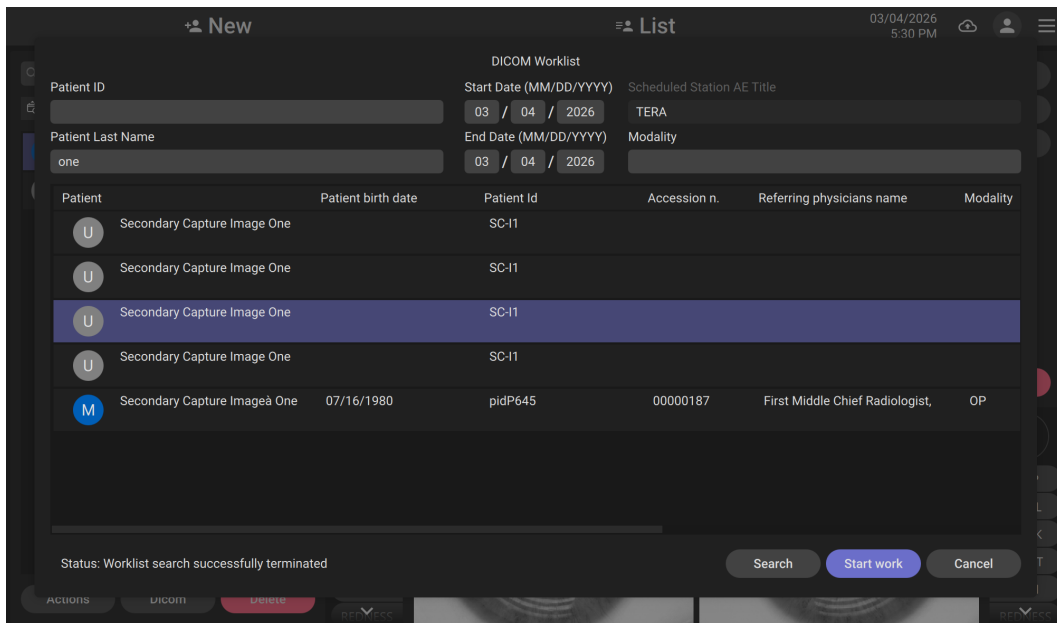 New
List
03/04/2026
5:30 PM
DICOM Worklist
Patient ID
Start Date (MM/DD/YYYY)
Scheduled Station AE Title
03 / 04 / 2026
TERA
Patient Last Name
End Date (MM/DD/YYYY)
Modality
one
03 / 04 / 2026
Patient Patient birth date Patient Id Accession n. Referring physicians name Modality
U Secondary Capture Image One SC-I1
U Secondary Capture Image One SC-I1
U Secondary Capture Image One SC-I1
U Secondary Capture Image One SC-I1
M Secondary Capture Imageà One 07/16/1980 pidP645 00000187 First Middle Chief Radiologist, OP
Status: Worklist search successfully terminated
Search
Start work
Cancel
Actions
Dicom
Delete
REDNESS
REDNESS